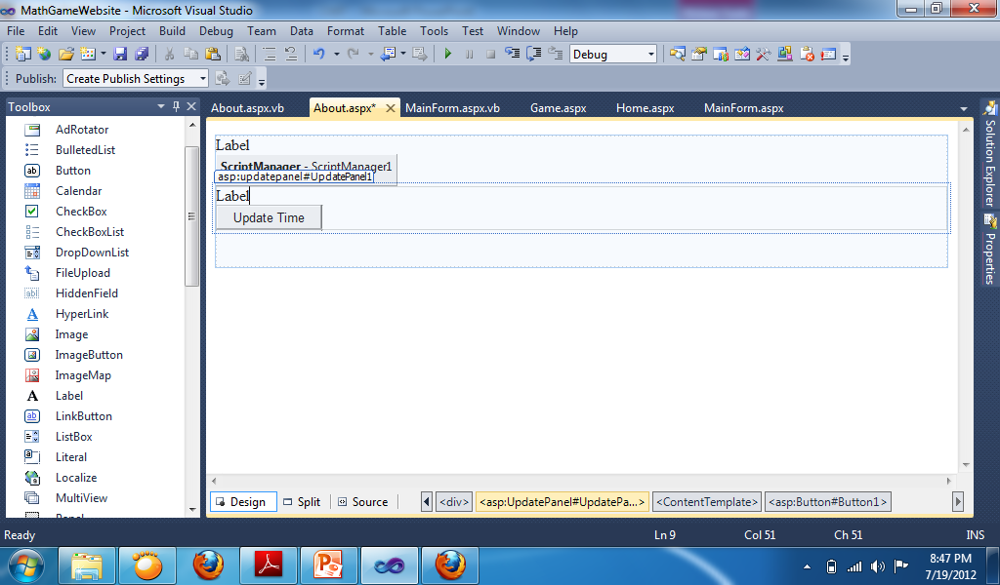 MathGameWebsite - Microsoft Visual Studio
File Edit View Project Build Debug Team Data Format Table Tools Test Window Help
Debug
Publish: Create Publish Settings
Toolbox
About.aspx.vb About.aspx* MainForm.aspx.vb Game.aspx Home.aspx MainForm.aspx
AdRotator
BulletedList
Button
Calendar
CheckBox
CheckBoxList
DropDownList
FileUpload
HiddenField
HyperLink
Image
ImageButton
ImageMap
Label
LinkButton
ListBox
Literal
Localize
MultiView
Panel
Label
ScriptManager - ScriptManager1
asp:updatepanel#UpdatePanel1
Label
Update Time
Solution Explorer
Properties
Design Split Source <div> <asp:UpdatePanel#UpdatePa...> <ContentTemplate> <asp:Button#Button1>
Ready Ln 9 Col 51 Ch 51 INS
8:47 PM
7/19/2012